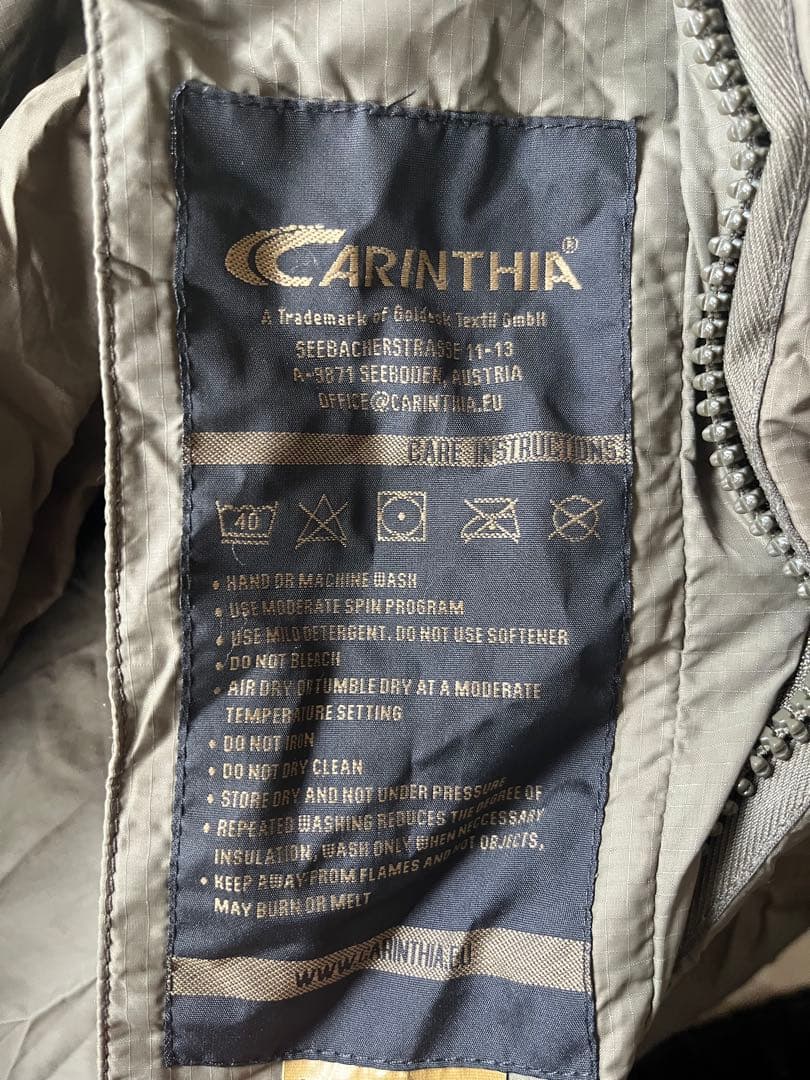 CARINTHIA®
A Trademark of Goldeck Textil GmbH
SEEBACHERSTRASSE 11-13
A-9871 SEEBODEN, AUSTRIA
OFFICE@CARINTHIA.EU
CARE INSTRUCTIONS
40
• HAND OR MACHINE WASH
• USE MODERATE SPIN PROGRAM
• USE MILD DETERGENT. DO NOT USE SOFTENER
• DO NOT BLEACH
• AIR DRY OR TUMBLE DRY AT A MODERATE
TEMPERATURE SETTING
• DO NOT IRON
• DO NOT DRY CLEAN
• STORE DRY AND NOT UNDER PRESSURE
• REPEATED WASHING REDUCES THE DEGREE OF
INSULATION, WASH ONLY WHEN NECCESSARY
• KEEP AWAY FROM FLAMES AND HOT OBJECTS,
MAY BURN OR MELT
WWW.CARINTHIA.EU